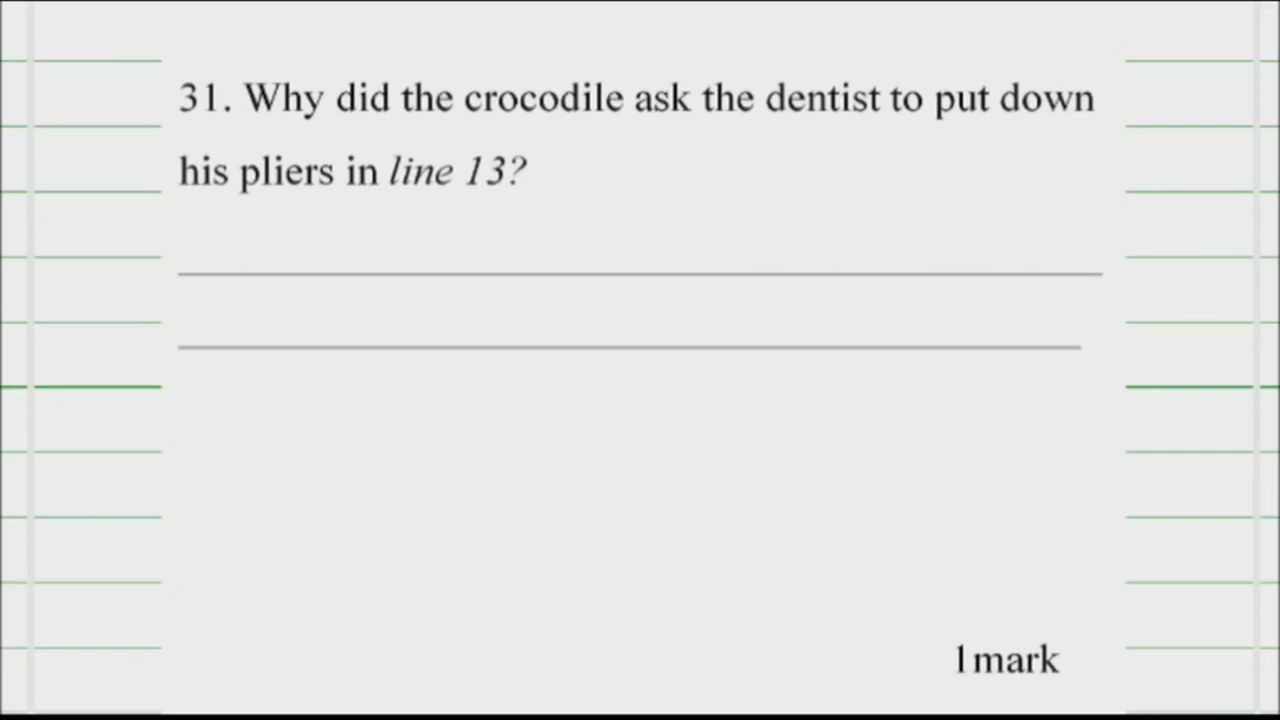 31. Why did the crocodile ask the dentist to put down
his pliers in line 13?
1mark